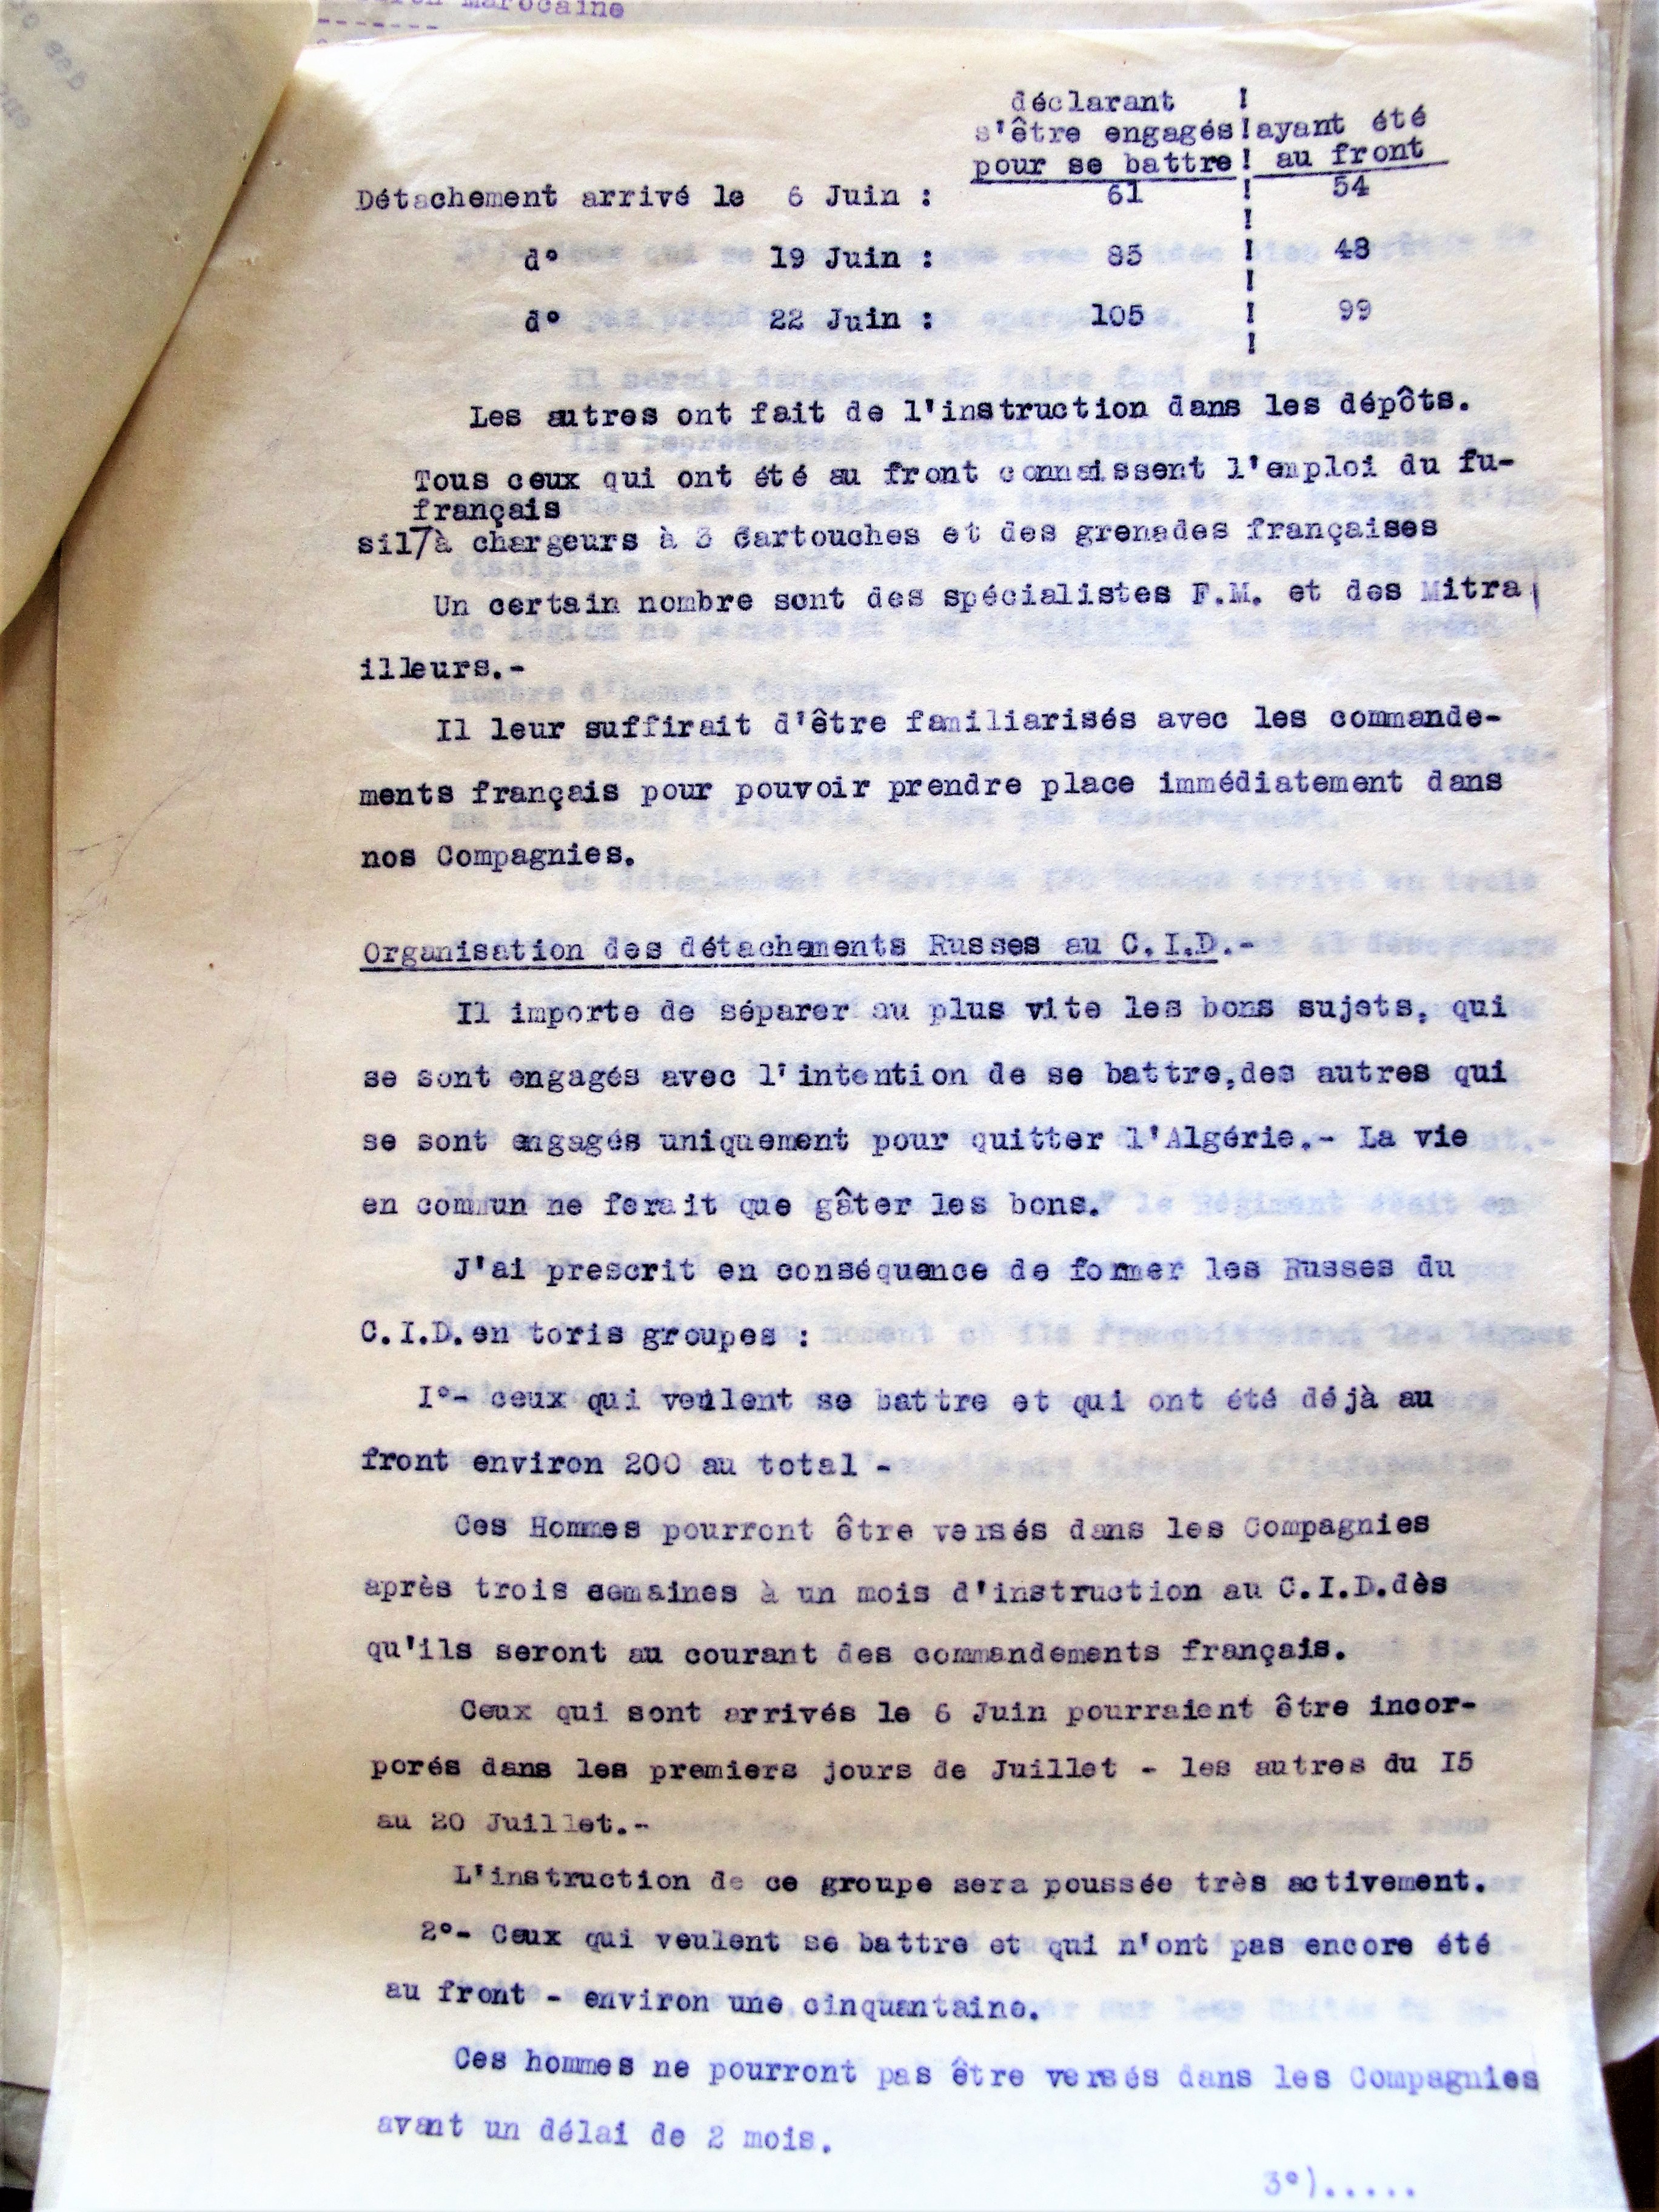 Marocaine
déclarant !
s'être engagés!ayant été
pour se battre! au front
Détachement arrivé le 6 Juin : 61 ! 54
!
d° 19 Juin : 85 ! 48
!
d° 22 Juin : 105 ! 99
!
Les autres ont fait de l'instruction dans les dépôts.
Tous ceux qui ont été au front connaissent l'emploi du fu-
français
sil/à chargeurs à 3 Cartouches et des grenades françaises
Un certain nombre sont des spécialistes F.M. et des Mitra
illeurs.-
Il leur suffirait d'être familiarisés avec les commande-
ments français pour pouvoir prendre place immédiatement dans
nos Compagnies.
Organisation des détachements Russes au C.I.D.-
Il importe de séparer au plus vite les bons sujets, qui
se sont engagés avec l'intention de se battre,des autres qui
se sont engagés uniquement pour quitter l'Algérie.- La vie
en commun ne ferait que gâter les bons.
J'ai prescrit en conséquence de former les Russes du
C.I.D.en toris groupes :
I°- ceux qui veulent se battre et qui ont été déjà au
front environ 200 au total -
Ces Hommes pourront être versés dans les Compagnies
après trois semaines à un mois d'instruction au C.I.D.dès
qu'ils seront au courant des commandements français.
Ceux qui sont arrivés le 6 Juin pourraient être incor-
porés dans les premiers jours de Juillet - les autres du I5
au 20 Juillet.-
L'instruction de ce groupe sera poussée très activement.
2°- Ceux qui veulent se battre et qui n'ont pas encore été
au front - environ une cinquantaine.
Ces hommes ne pourront pas être versés dans les Compagnies
avant un délai de 2 mois.
3°).....